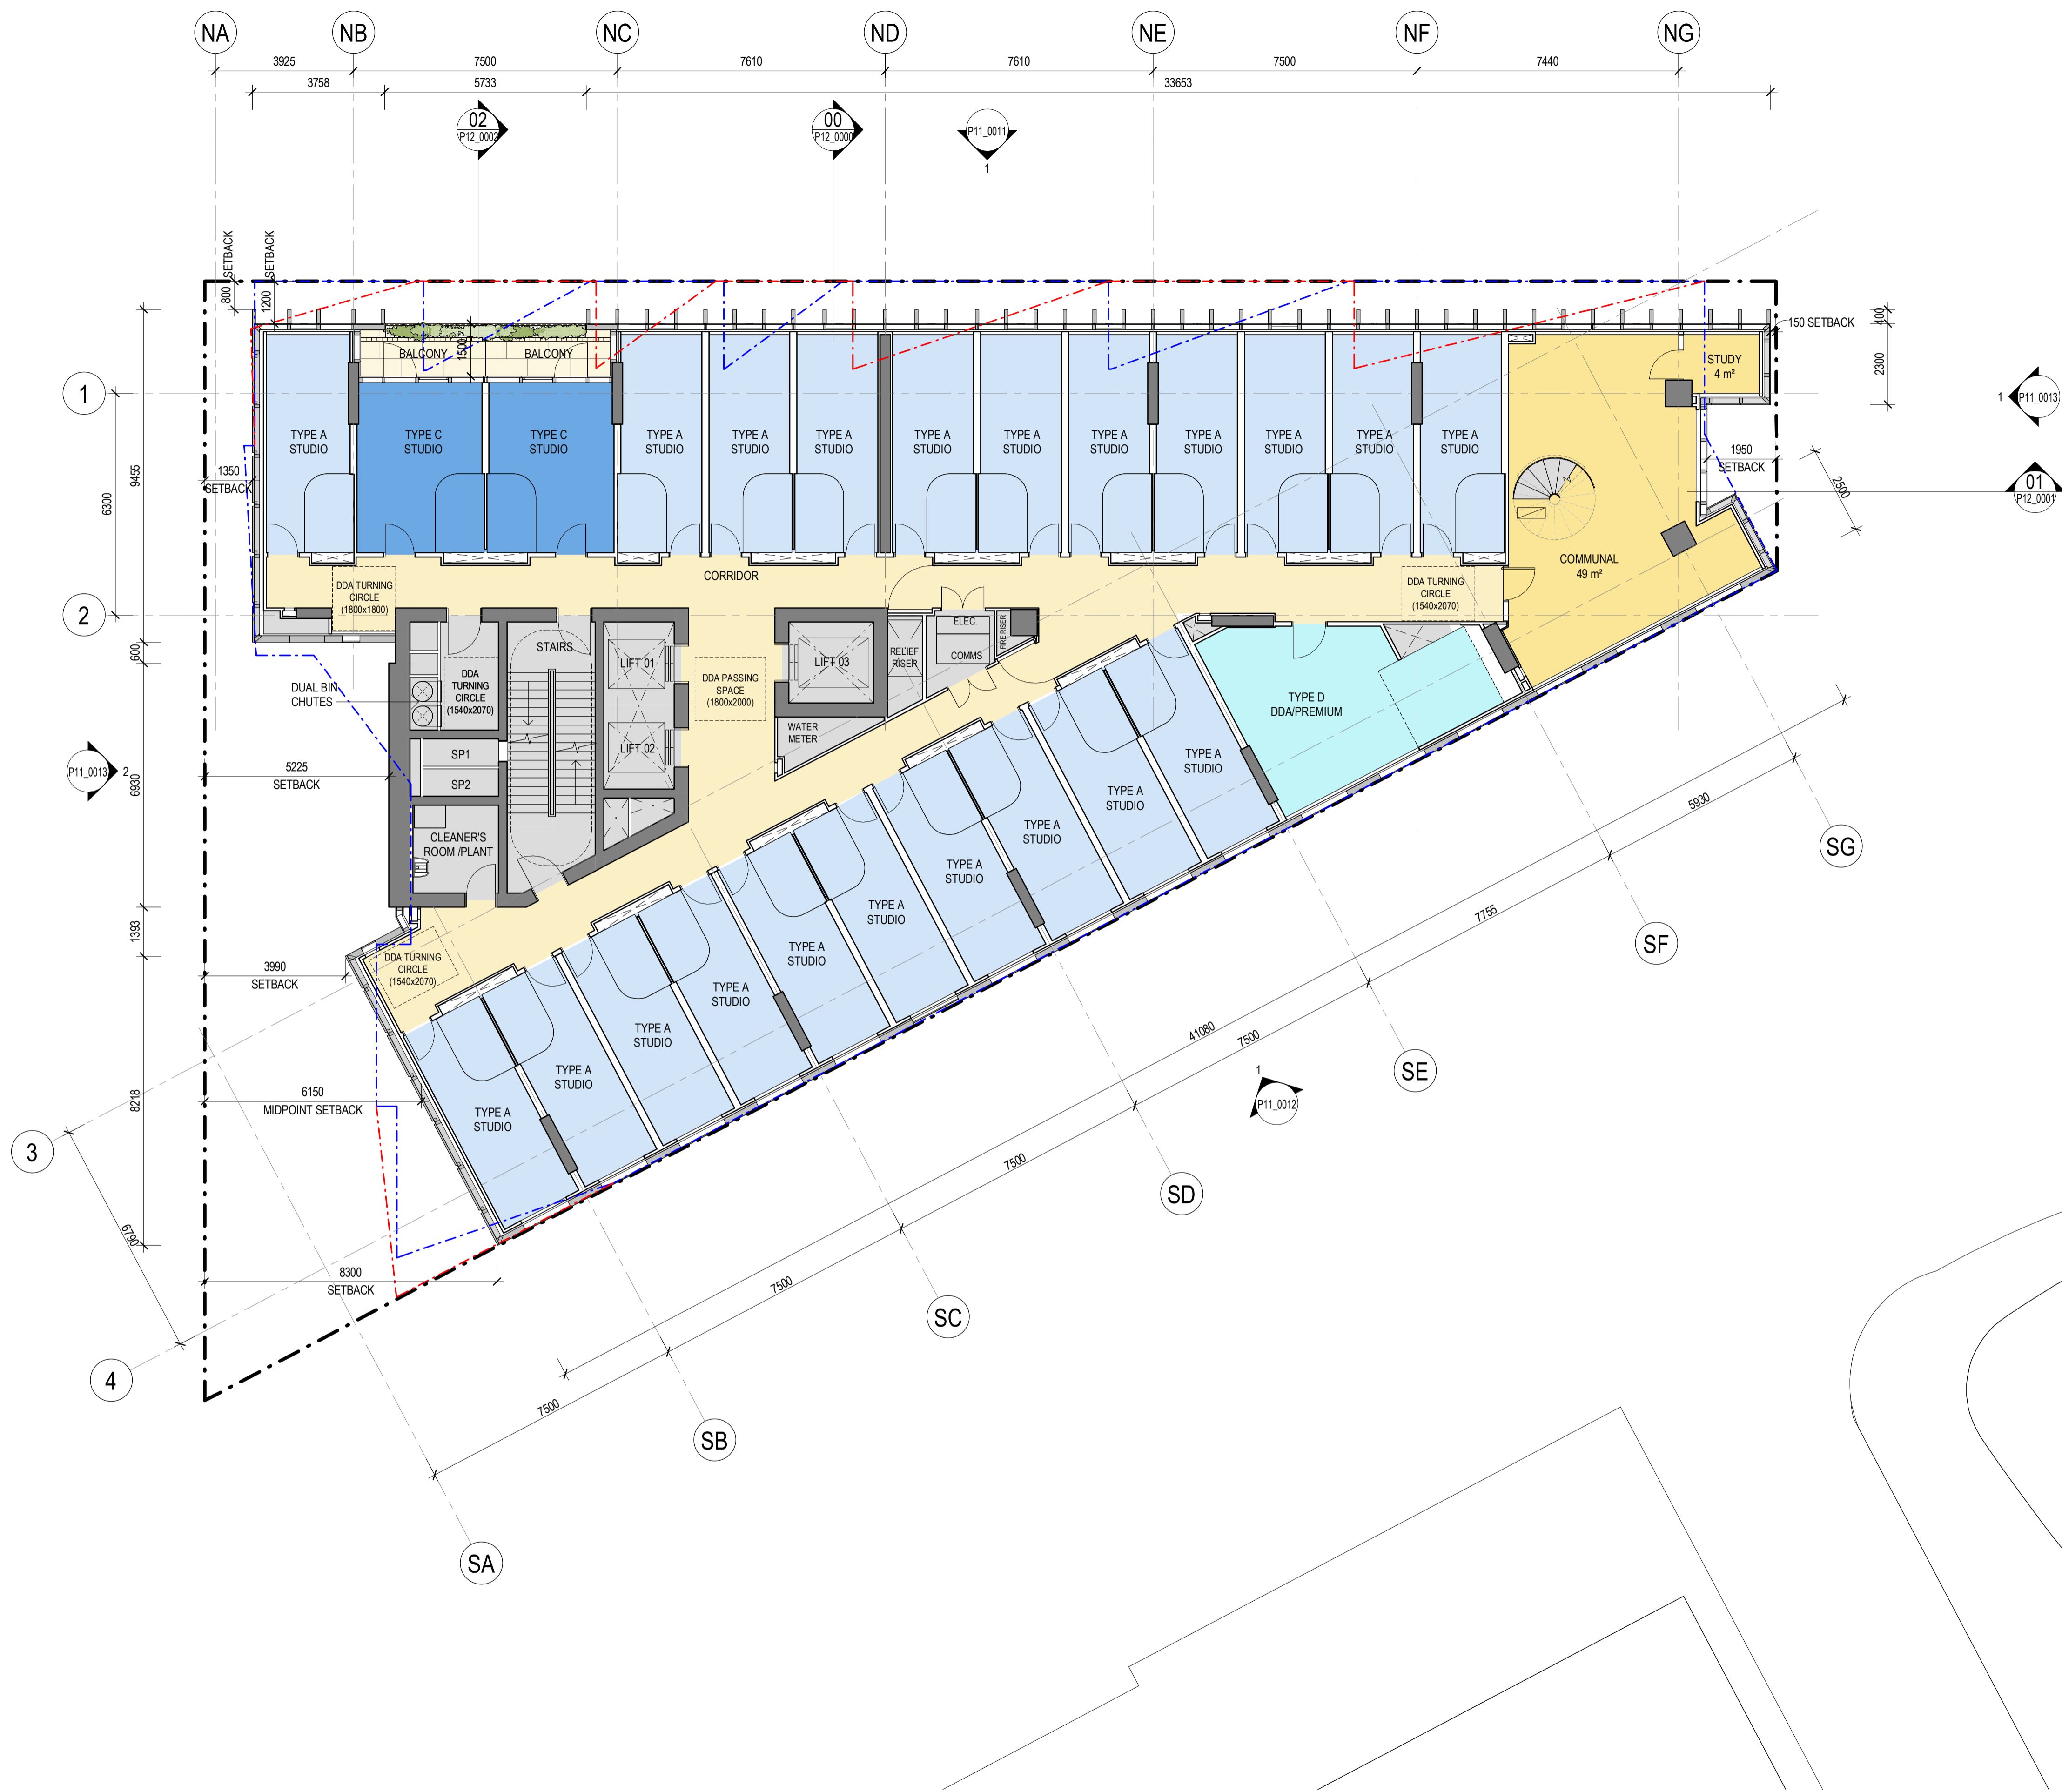 NA
NB
NC
ND
NE
NF
NG
3925
7500
7610
7610
7500
7440
3758
5733
33653
02
P12_0002
00
P12_0000
P11_0011
1
800
SETBACK
1200
SETBACK
400
150 SETBACK
2300
BALCONY
1500
BALCONY
STUDY
4 m²
1
1
P11_0013
TYPE A
STUDIO
TYPE C
STUDIO
TYPE C
STUDIO
TYPE A
STUDIO
TYPE A
STUDIO
TYPE A
STUDIO
TYPE A
STUDIO
TYPE A
STUDIO
TYPE A
STUDIO
TYPE A
STUDIO
TYPE A
STUDIO
TYPE A
STUDIO
TYPE A
STUDIO
1950
SETBACK
2500
01
P12_0001
1350
SETBACK
9455
6300
COMMUNAL
49 m²
CORRIDOR
DDA TURNING
CIRCLE
(1800x1800)
DDA TURNING
CIRCLE
(1540x2070)
2
600
STAIRS
LIFT 01
LIFT 03
RELIEF
RISER
ELEC.
COMMS
FIRE RISER
DDA
TURNING
CIRCLE
(1540x2070)
DDA PASSING
SPACE
(1800x2000)
DUAL BIN
CHUTES
WATER
METER
LIFT 02
SP1
SP2
TYPE D
DDA/PREMIUM
P11_0013
2
6930
5225
SETBACK
CLEANER'S
ROOM /PLANT
TYPE A
STUDIO
TYPE A
STUDIO
TYPE A
STUDIO
TYPE A
STUDIO
TYPE A
STUDIO
TYPE A
STUDIO
TYPE A
STUDIO
TYPE A
STUDIO
TYPE A
STUDIO
TYPE A
STUDIO
1393
3990
SETBACK
DDA TURNING
CIRCLE
(1540x2070)
6150
MIDPOINT SETBACK
8218
3
6790
8300
SETBACK
4
5930
7755
41080
7500
7500
7500
7500
1
P11_0012
SG
SF
SE
SD
SC
SB
SA